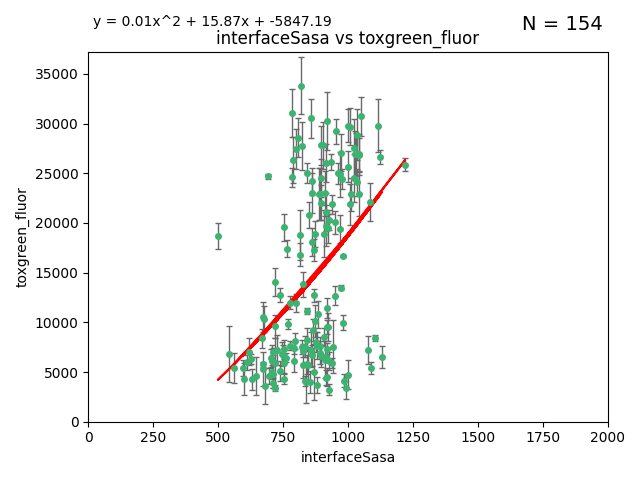 y = 0.01x^2 + 15.87x + -5847.19
N = 154
interfaceSasa vs toxgreen_fluor
35000
30000
25000
20000
15000
10000
5000
0
toxgreen_fluor
0 250 500 750 1000 1250 1500 1750 2000
interfaceSasa